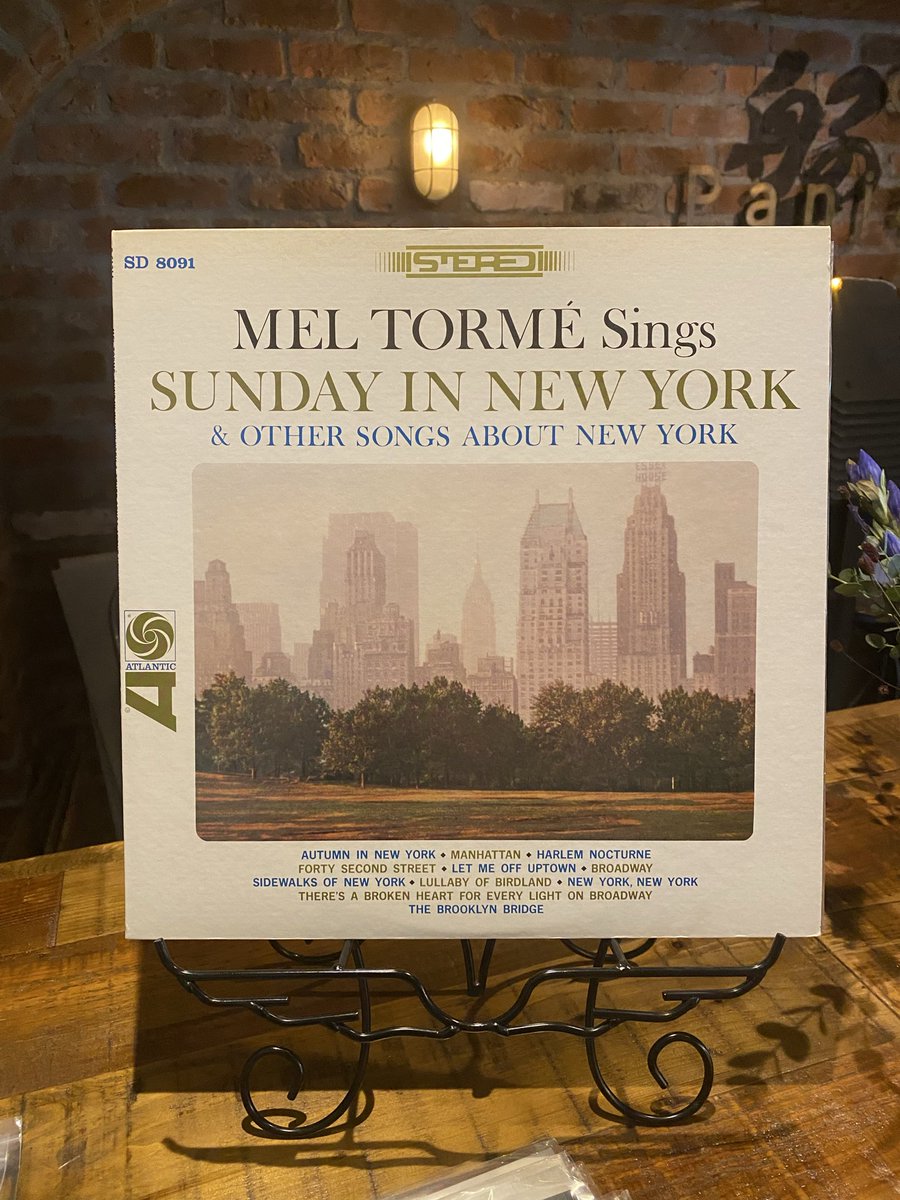 Pani
SD 8091
STEREO
MEL TORMÉ Sings
SUNDAY IN NEW YORK
& OTHER SONGS ABOUT NEW YORK
ESSEX
HOUSE
ATLANTIC
A
AUTUMN IN NEW YORK ⬥ MANHATTAN ⬥ HARLEM NOCTURNE
FORTY SECOND STREET ⬥ LET ME OFF UPTOWN ⬥ BROADWAY
SIDEWALKS OF NEW YORK ⬥ LULLABY OF BIRDLAND ⬥ NEW YORK, NEW YORK
THERE'S A BROKEN HEART FOR EVERY LIGHT ON BROADWAY
THE BROOKLYN BRIDGE